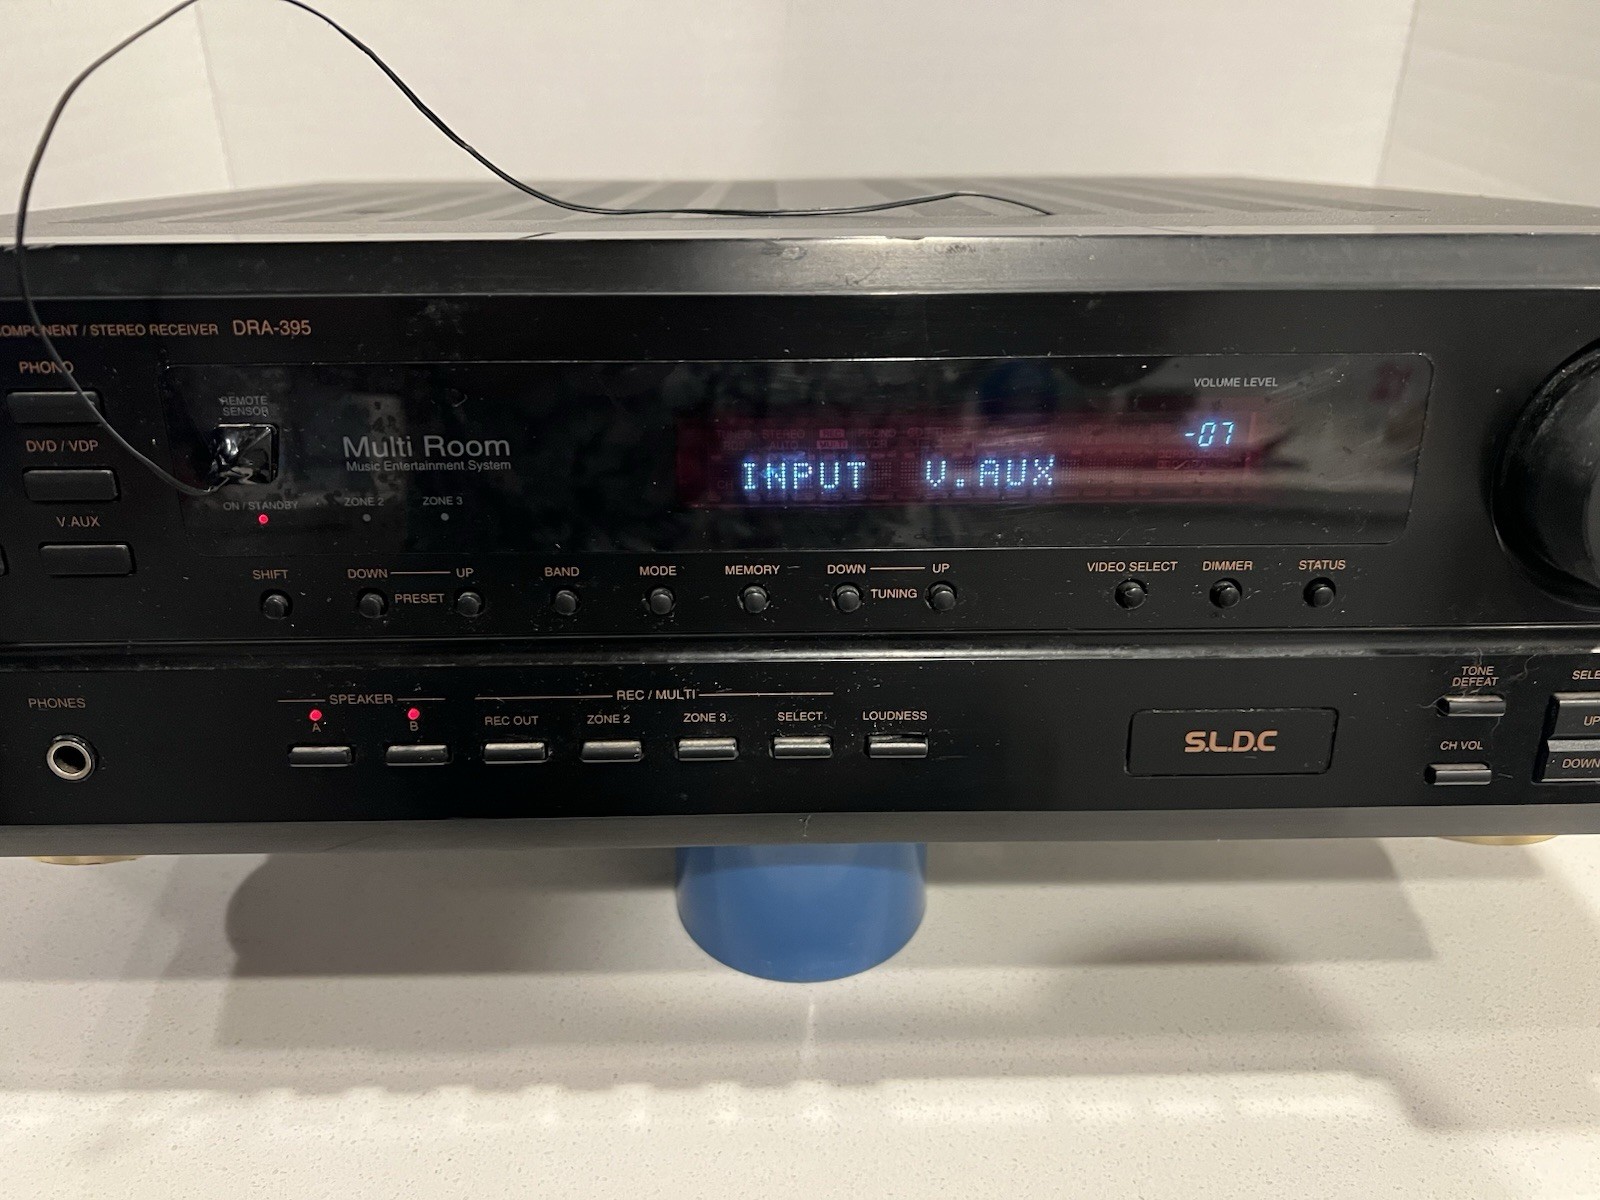 COMPONENT / STEREO RECEIVER DRA-395
PHONO
VOLUME LEVEL
REMOTE
SENSOR
-07
DVD / VDP
Multi Room
Music Entertainment System
INPUT V.AUX
ON / STANDBY
ZONE 2
ZONE 3
V.AUX
SHIFT
DOWN
UP
PRESET
BAND
MODE
MEMORY
DOWN
UP
TUNING
VIDEO SELECT
DIMMER
STATUS
PHONES
SPEAKER
A
B
REC / MULTI
REC OUT
ZONE 2
ZONE 3
SELECT
LOUDNESS
S.L.D.C
TONE
DEFEAT
CH VOL
SELE
UP
DOWN